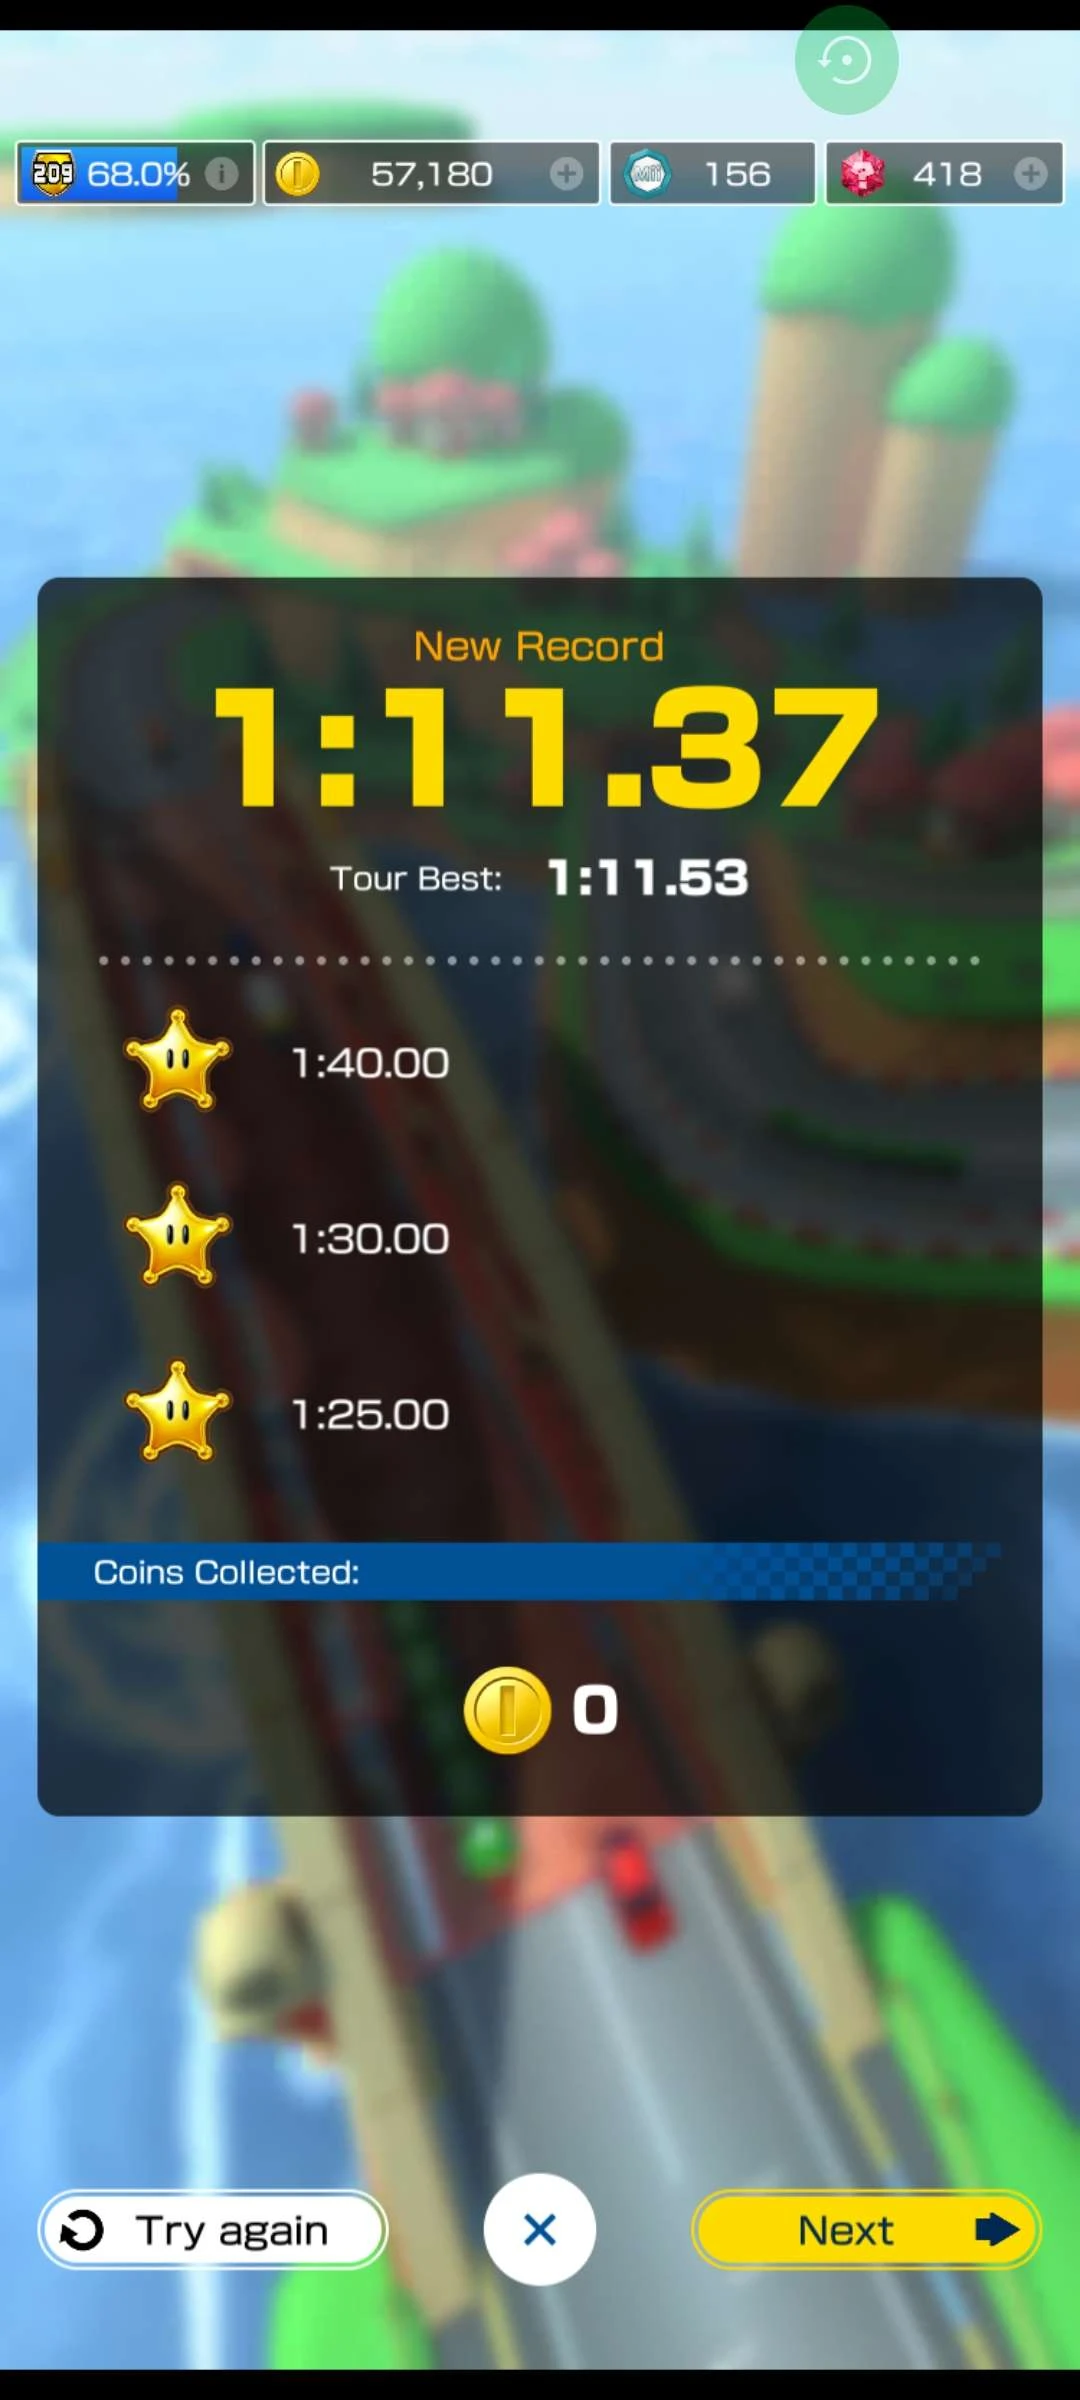 209 68.0% 57,180 Mii 156 418
New Record
1:11.37
Tour Best: 1:11.53
1:40.00
1:30.00
1:25.00
Coins Collected:
0
Try again Next